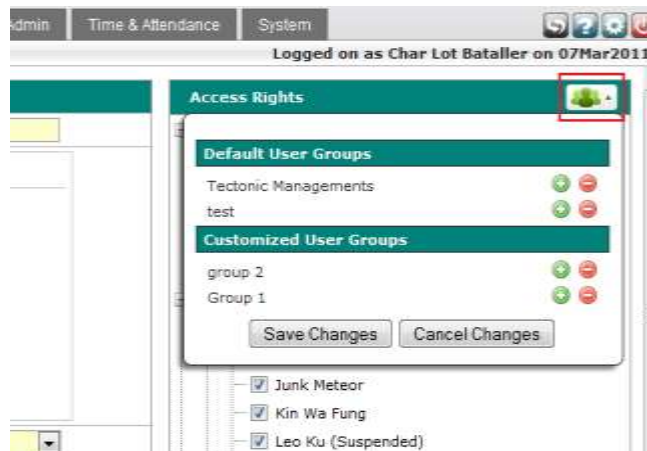 Admin Time & Attendance System
Logged on as Char Lot Bataller on 07Mar2011
Access Rights
Default User Groups
Tectonic Managements
test
Customized User Groups
group 2
Group 1
Save Changes Cancel Changes
Junk Meteor
Kin Wa Fung
Leo Ku (Suspended)